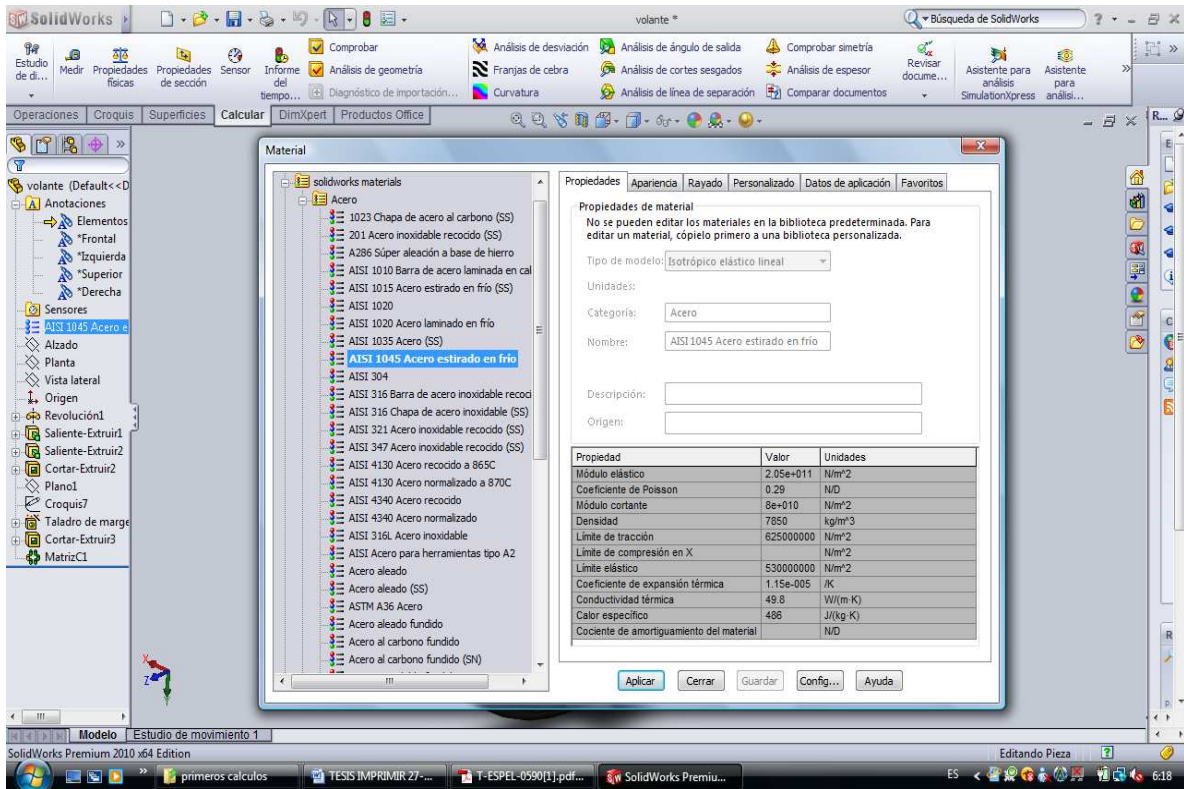 SolidWorks
volante *
Búsqueda de SolidWorks
?
Estudio de di...
Medir
Propiedades físicas
Propiedades de sección
Sensor
Informe del tiempo...
Comprobar
Análisis de geometría
Diagnóstico de importación...
Análisis de desviación
Franjas de cebra
Curvatura
Análisis de ángulo de salida
Análisis de cortes sesgados
Análisis de línea de separación
Comprobar simetría
Análisis de espesor
Comparar documentos
Revisar docume...
Asistente para análisis SimulationXpress
Asistente para análisi...
Operaciones Croquis Superficies Calcular DimXpert Productos Office
R...
volante (Default<<D
Anotaciones
Elementos
*Frontal
*Izquierda
*Superior
*Derecha
Sensores
AISI 1045 Acero e
Alzado
Planta
Vista lateral
Origen
Revolución1
Saliente-Extruir1
Saliente-Extruir2
Cortar-Extruir2
Plano1
Croquis7
Taladro de marge
Cortar-Extruir3
MatrizC1
Material
solidworks materials
Acero
1023 Chapa de acero al carbono (SS)
201 Acero inoxidable recocido (SS)
A286 Súper aleación a base de hierro
AISI 1010 Barra de acero laminada en cal
AISI 1015 Acero estirado en frío (SS)
AISI 1020
AISI 1020 Acero laminado en frío
AISI 1035 Acero (SS)
AISI 1045 Acero estirado en frío
AISI 304
AISI 316 Barra de acero inoxidable recoci
AISI 316 Chapa de acero inoxidable (SS)
AISI 321 Acero inoxidable recocido (SS)
AISI 347 Acero inoxidable recocido (SS)
AISI 4130 Acero recocido a 865C
AISI 4130 Acero normalizado a 870C
AISI 4340 Acero recocido
AISI 4340 Acero normalizado
AISI 316L Acero inoxidable
AISI Acero para herramientas tipo A2
Acero aleado
Acero aleado (SS)
ASTM A36 Acero
Acero aleado fundido
Acero al carbono fundido
Acero al carbono fundido (SN)
Propiedades Apariencia Rayado Personalizado Datos de aplicación Favoritos
Propiedades de material
No se pueden editar los materiales en la biblioteca predeterminada. Para
editar un material, cópielo primero a una biblioteca personalizada.
Tipo de modelo: Isotrópico elástico lineal
Unidades:
Categoría: Acero
Nombre: AISI 1045 Acero estirado en frío
Descripción:
Origen:
Propiedad Valor Unidades
Módulo elástico 2.05e+011 N/m^2
Coeficiente de Poisson 0.29 N/D
Módulo cortante 8e+010 N/m^2
Densidad 7850 kg/m^3
Límite de tracción 625000000 N/m^2
Límite de compresión en X N/m^2
Límite elástico 530000000 N/m^2
Coeficiente de expansión térmica 1.15e-005 /K
Conductividad térmica 49.8 W/(m·K)
Calor específico 486 J/(kg·K)
Cociente de amortiguamiento del material N/D
Aplicar Cerrar Guardar Config... Ayuda
X
Z
Modelo Estudio de movimiento 1
SolidWorks Premium 2010 x64 Edition
Editando Pieza
primeros calculos
TESIS IMPRIMIR 27-...
T-ESPEL-0590[1].pdf...
SolidWorks Premiu...
ES
6:18